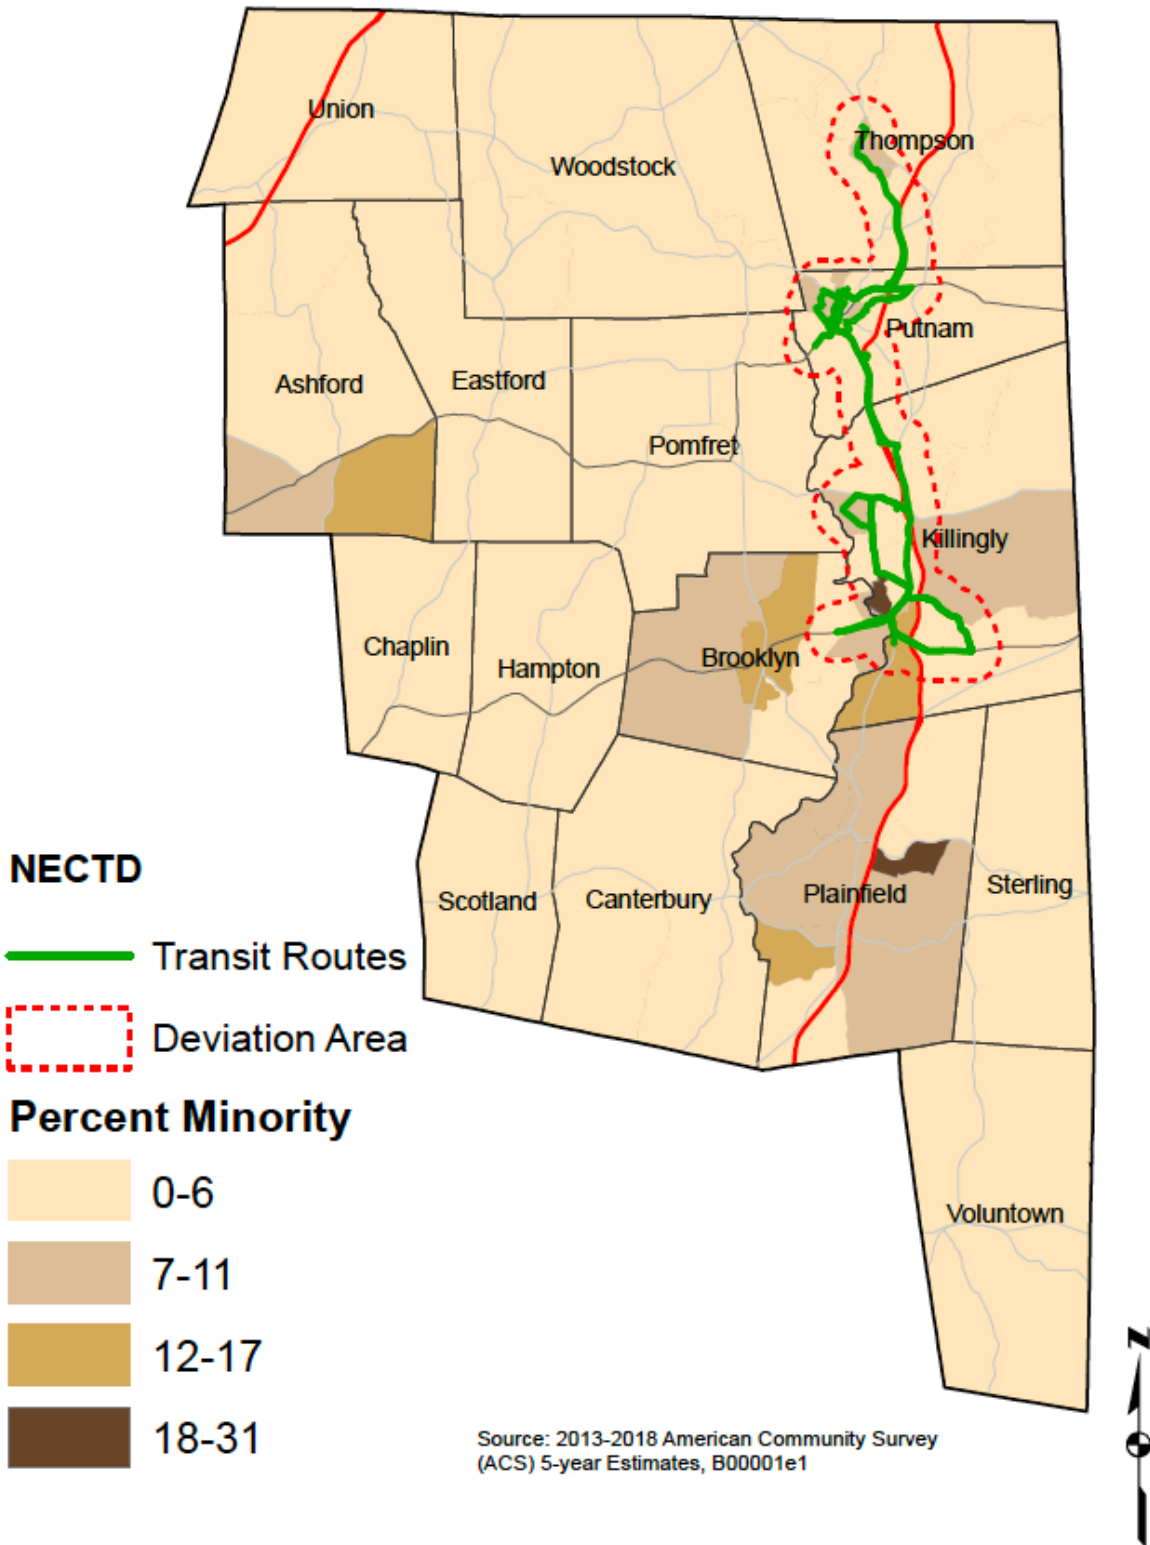 Union
Thompson
Woodstock
Putnam
Ashford
Eastford
Pomfret
Killingly
Chaplin
Hampton
Brooklyn
Scotland
Canterbury
Plainfield
Sterling
Voluntown
NECTD
Transit Routes
Deviation Area
Percent Minority
0-6
7-11
12-17
18-31
Source: 2013-2018 American Community Survey
(ACS) 5-year Estimates, B00001e1
N